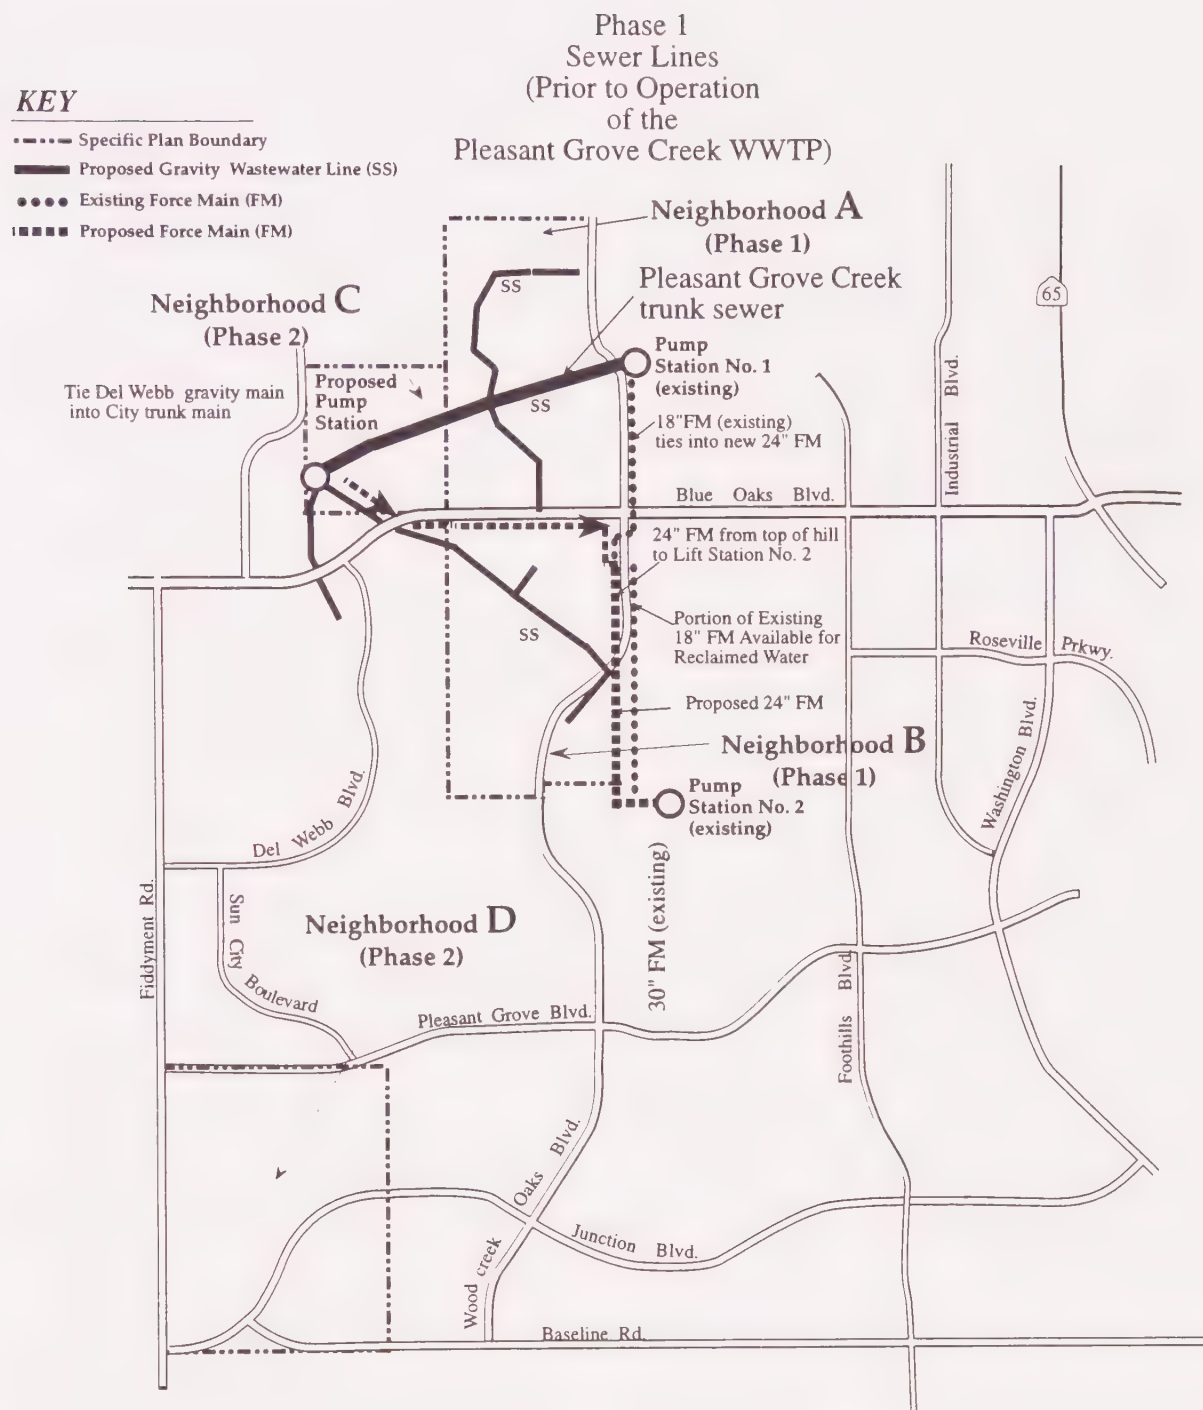 Phase 1
Sewer Lines
(Prior to Operation
of the
Pleasant Grove Creek WWTP)
KEY
Specific Plan Boundary
Proposed Gravity Wastewater Line (SS)
Existing Force Main (FM)
Proposed Force Main (FM)
Neighborhood A
(Phase 1)
Pleasant Grove Creek
trunk sewer
SS
65
Neighborhood C
(Phase 2)
Pump
Station No. 1
(existing)
Tie Del Webb gravity main
into City trunk main
Proposed
Pump
Station
SS
18"FM (existing)
ties into new 24" FM
Industrial Blvd.
Blue Oaks Blvd.
24" FM from top of hill
to Lift Station No. 2
SS
Portion of Existing
18" FM Available for
Reclaimed Water
Roseville Prkwy.
Proposed 24" FM
Neighborhood B
(Phase 1)
Washington Blvd.
Pump
Station No. 2
(existing)
Del Webb Blvd.
30" FM (existing)
Fiddyment Rd.
Sun City Boulevard
Neighborhood D
(Phase 2)
Pleasant Grove Blvd.
Foothills Blvd.
Wood creek Oaks Blvd.
Junction Blvd.
Baseline Rd.